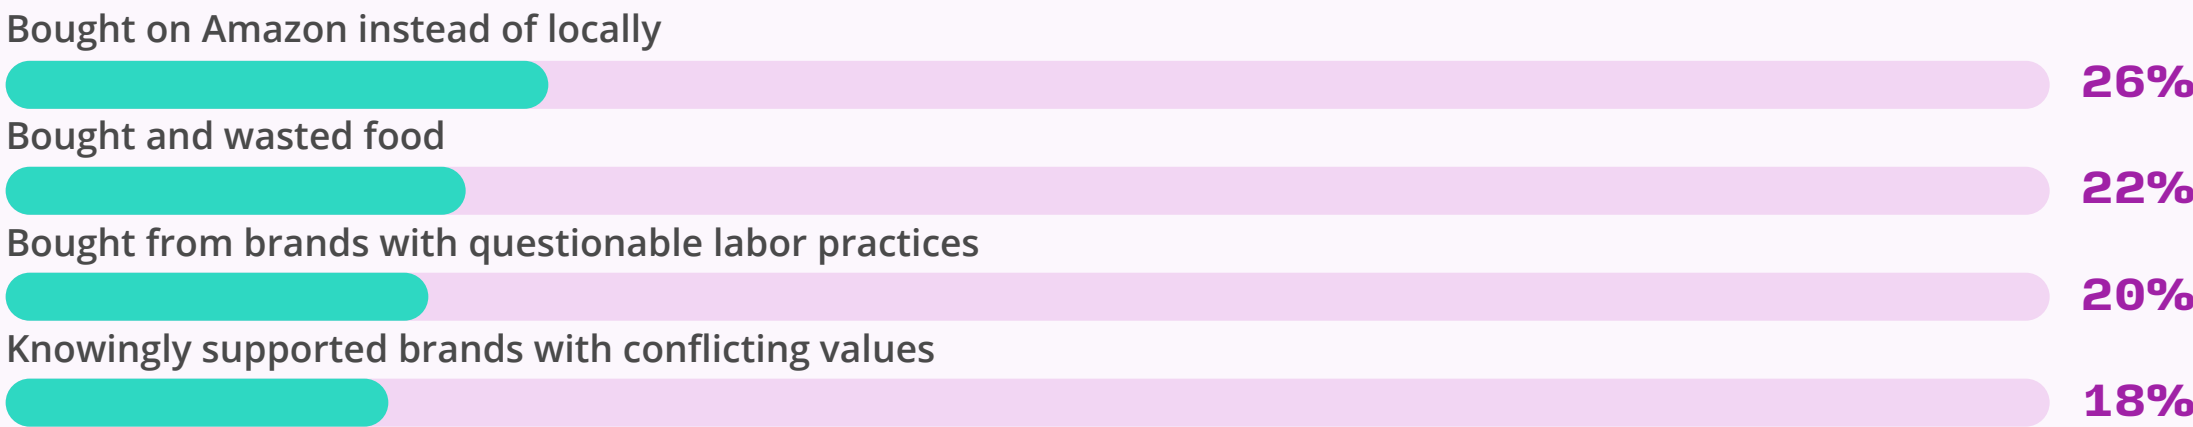 Bought on Amazon instead of locally
26%
Bought and wasted food
22%
Bought from brands with questionable labor practices
20%
Knowingly supported brands with conflicting values
18%